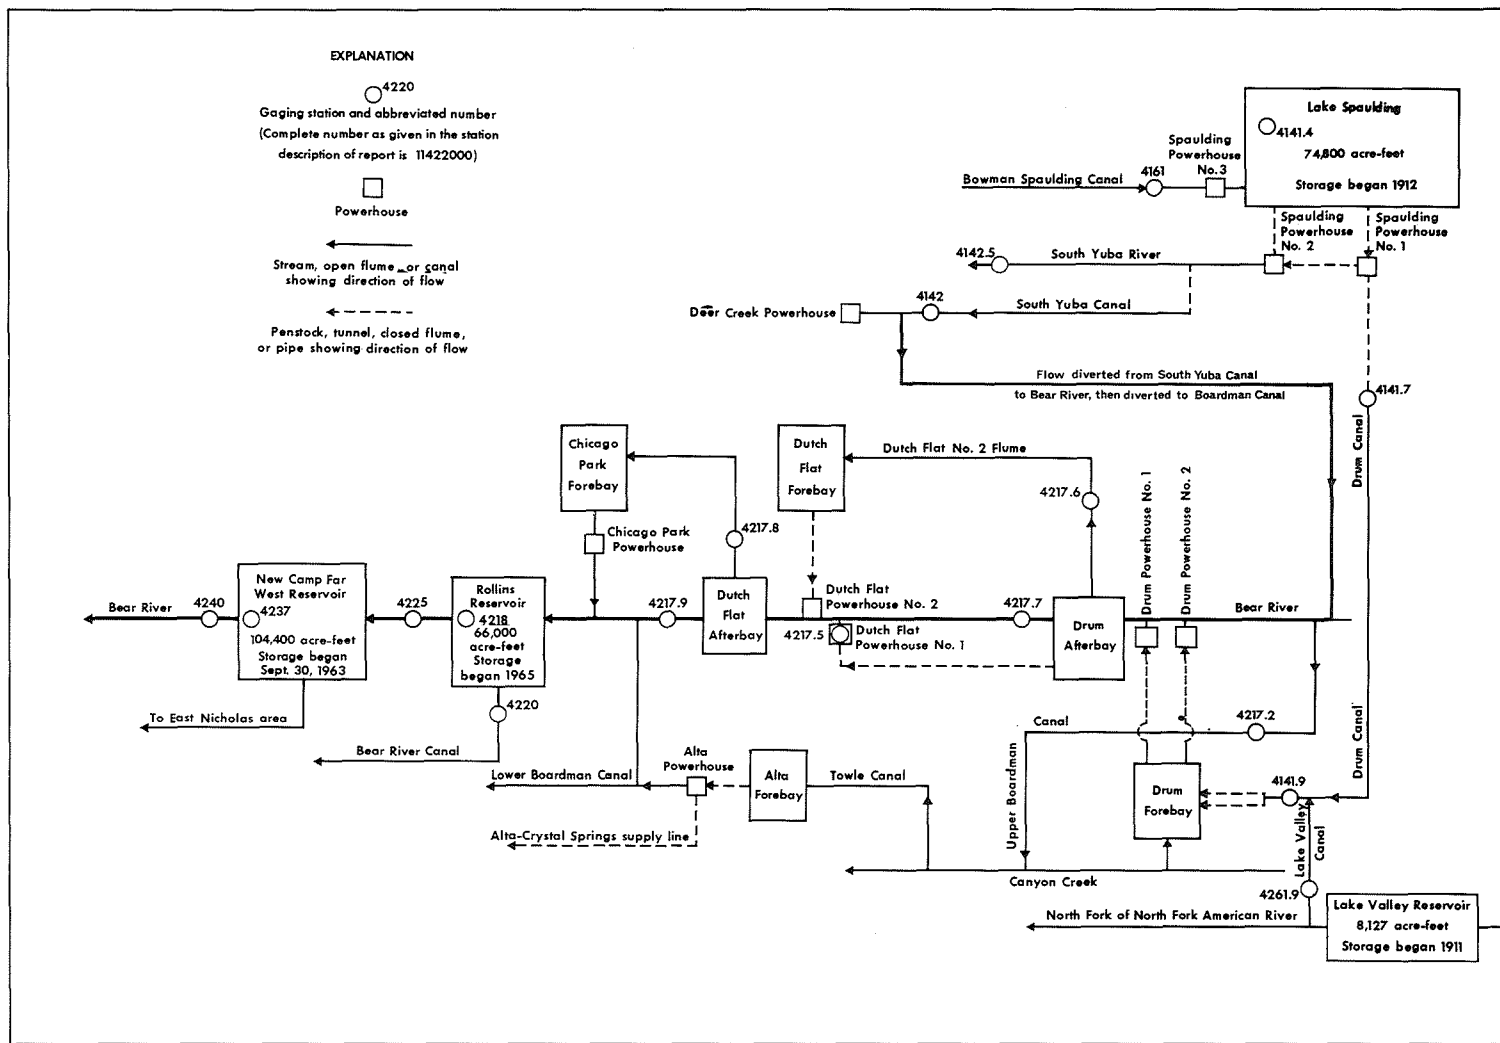 EXPLANATION
4220
Gaging station and abbreviated number
(Complete number as given in the station
description of report is 11422000)
Powerhouse
Stream, open flume, or canal
showing direction of flow
Penstock, tunnel, closed flume,
or pipe showing direction of flow
Lake Spaulding
4141.4
74,800 acre-feet
Storage began 1912
Spaulding
Powerhouse
No. 3
4161
Bowman Spaulding Canal
Spaulding
Powerhouse
No. 2
Spaulding
Powerhouse
No. 1
4142.5
South Yuba River
4142
South Yuba Canal
Deer Creek Powerhouse
Flow diverted from South Yuba Canal
to Bear River, then diverted to Boardman Canal
4141.7
Drum Canal
Chicago
Park
Forebay
Dutch
Flat
Forebay
Dutch Flat No. 2 Flume
4217.6
Drum Powerhouse No. 1
Drum Powerhouse No. 2
4217.8
Chicago Park
Powerhouse
New Camp Far
West Reservoir
4237
104,400 acre-feet
Storage began
Sept. 30, 1963
Bear River
4240
4225
Rollins
Reservoir
4218
66,000
acre-feet
Storage
began 1965
4217.9
Dutch
Flat
Afterbay
Dutch Flat
Powerhouse No. 2
4217.5
Dutch Flat
Powerhouse No. 1
4217.7
Drum
Afterbay
Bear River
4220
To East Nicholas area
Bear River Canal
Canal
4217.2
Upper Boardman
Drum Canal
Alta
Powerhouse
Lower Boardman Canal
Alta
Forebay
Towle Canal
Drum
Forebay
4141.9
Lake Valley
Canal
Alta-Crystal Springs supply line
Canyon Creek
4261.9
North Fork of North Fork American River
Lake Valley Reservoir
8,127 acre-feet
Storage began 1911